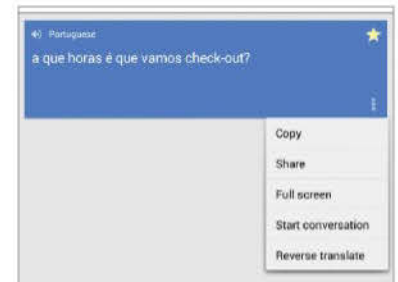 Portuguese
a que horas é que vamos check-out?
Copy
Share
Full screen
Start conversation
Reverse translate